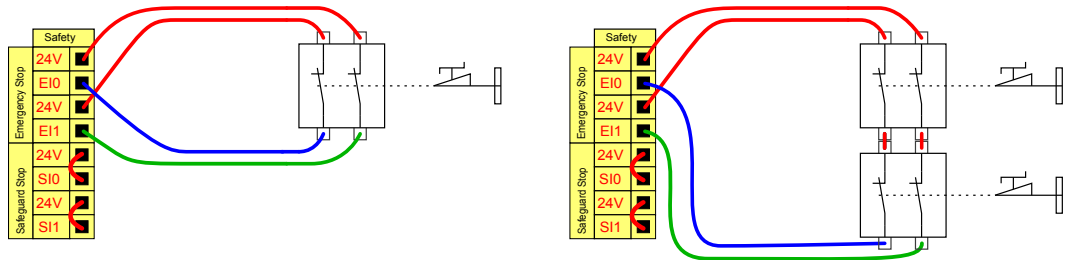 Safety
Emergency Stop
24V
EI0
24V
EI1
Safeguard Stop
24V
SI0
24V
SI1
Safety
Emergency Stop
24V
EI0
24V
EI1
Safeguard Stop
24V
SI0
24V
SI1